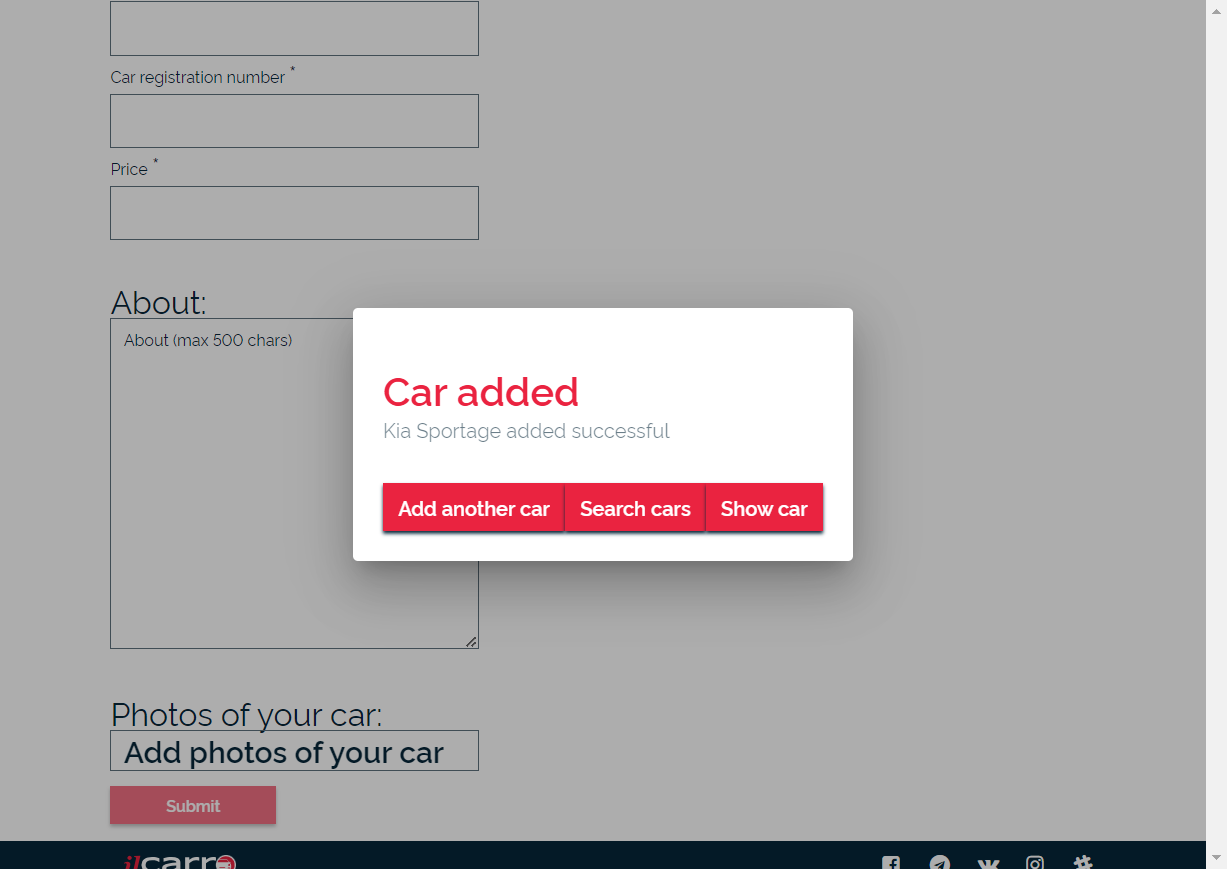 Car registration number *
Price *
About:
About (max 500 chars)
Car added
Kia Sportage added successful
Add another car
Search cars
Show car
Photos of your car:
Add photos of your car
Submit
ilcarro